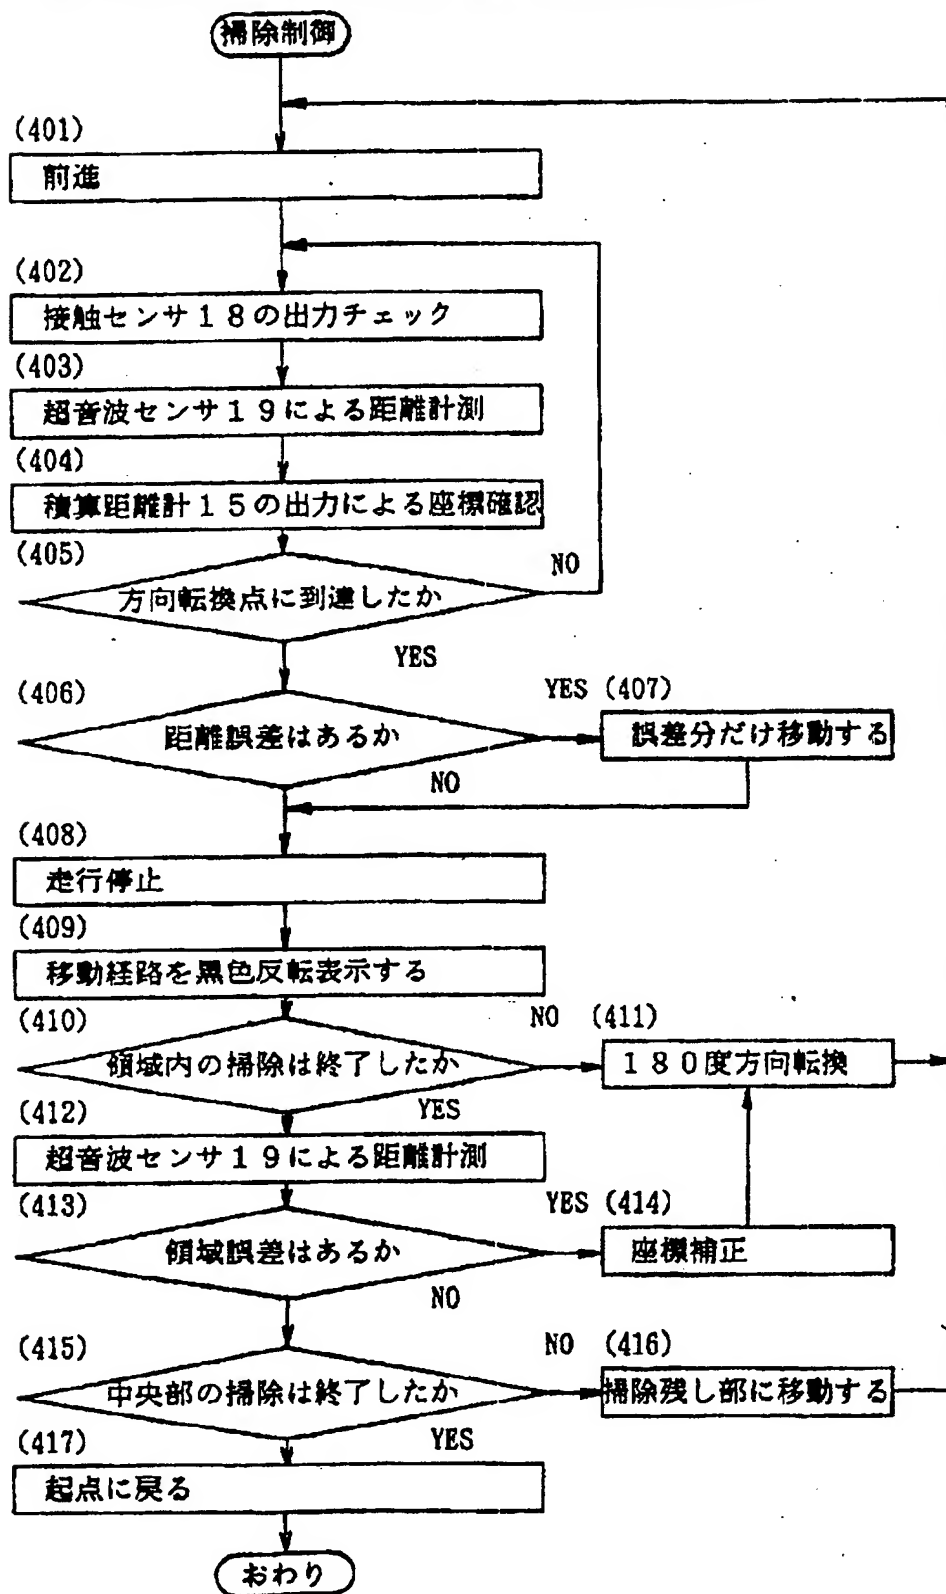 掃除制御
(401)
前進
(402)
接触センサ18の出力チェック
(403)
超音波センサ19による距離計測
(404)
積算距離計15の出力による座標確認
(405)
方向転換点に到達したか
NO
YES
(406)
距離誤差はあるか
YES (407)
誤差分だけ移動する
NO
(408)
走行停止
(409)
移動経路を黒色反転表示する
(410)
領域内の掃除は終了したか
NO (411)
180度方向転換
YES
(412)
超音波センサ19による距離計測
(413)
領域誤差はあるか
YES (414)
座標補正
NO
(415)
中央部の掃除は終了したか
NO (416)
掃除残し部に移動する
YES
(417)
起点に戻る
おわり